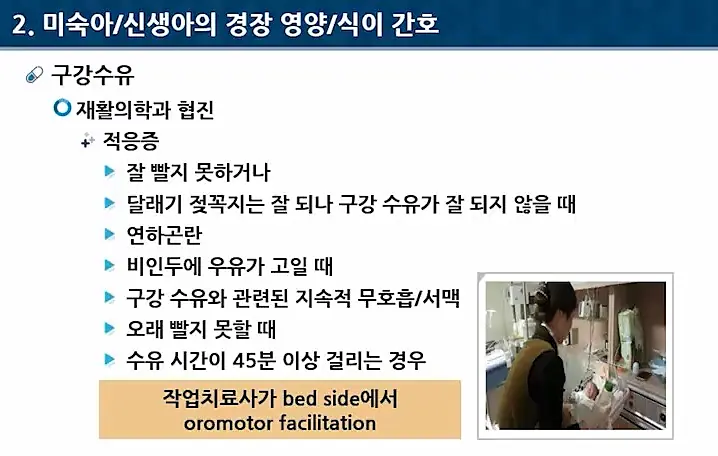 2. 미숙아/신생아의 경장 영양/식이 간호
구강수유
재활의학과 협진
적응증
잘 빨지 못하거나
달래기 젖꼭지는 잘 되나 구강 수유가 잘 되지 않을 때
연하곤란
비인두에 우유가 고일 때
구강 수유와 관련된 지속적 무호흡/서맥
오래 빨지 못할 때
수유 시간이 45분 이상 걸리는 경우
작업치료사가 bed side에서
oromotor facilitation